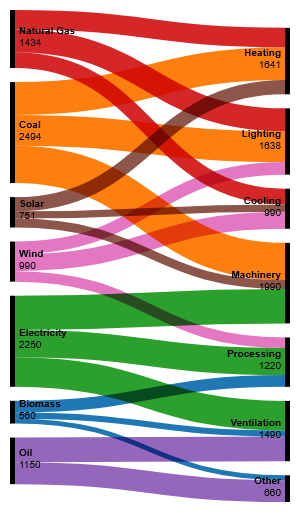 Natural Gas
1434
Coal
2494
Solar
751
Wind
990
Electricity
2250
Biomass
560
Oil
1150
Heating
1641
Lighting
1638
Cooling
990
Machinery
1990
Processing
1220
Ventilation
1490
Other
660